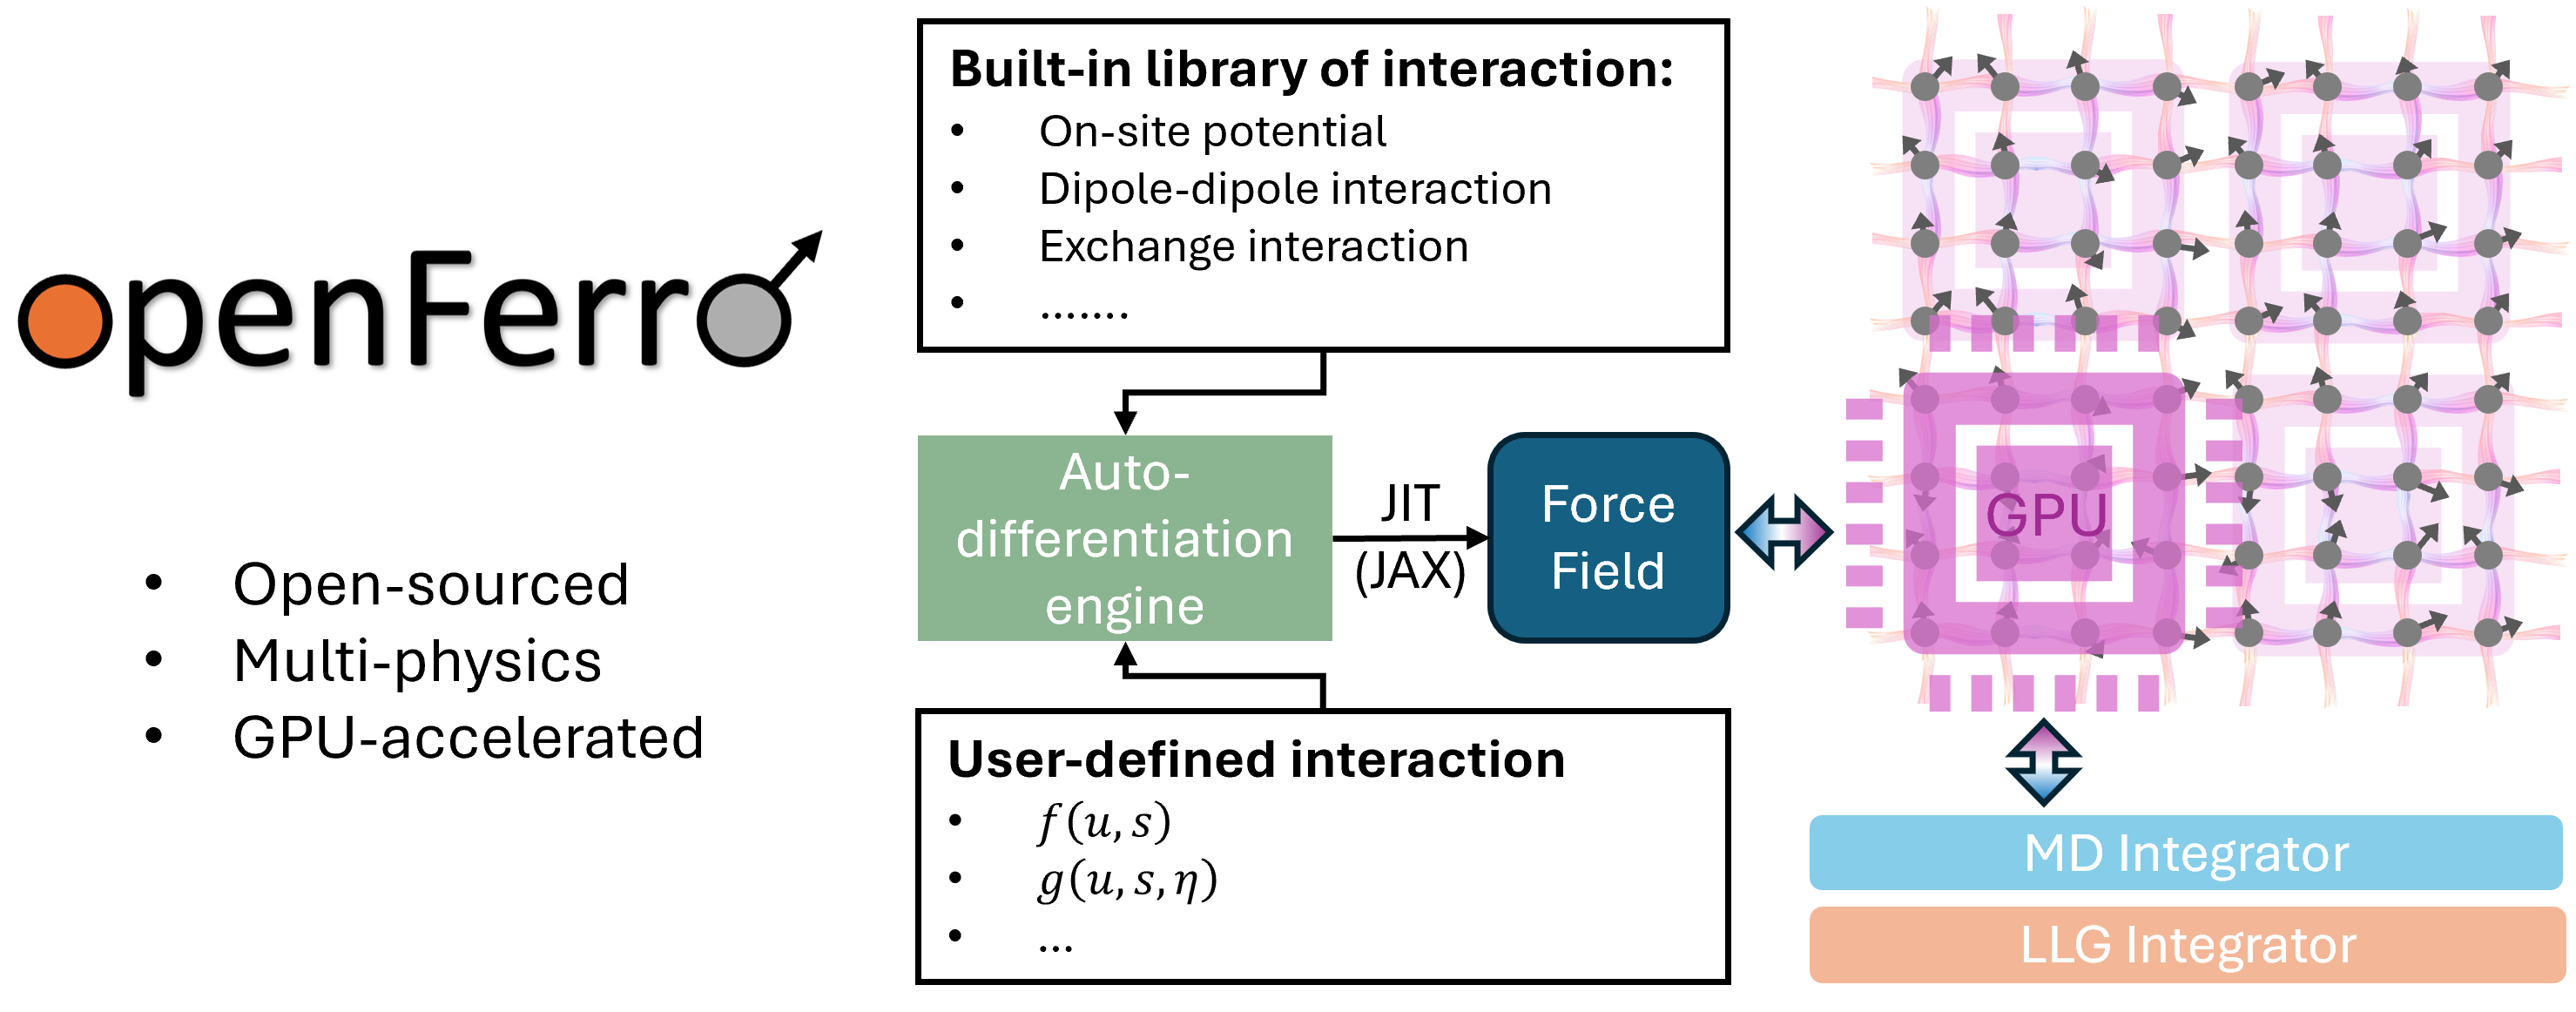 openFerro
• Open-sourced
• Multi-physics
• GPU-accelerated
Built-in library of interaction:
• On-site potential
• Dipole-dipole interaction
• Exchange interaction
• .......
Auto-
differentiation
engine
JIT
(JAX)
Force
Field
User-defined interaction
• f(u, s)
• g(u, s, η)
• ...
GPU
MD Integrator
LLG Integrator